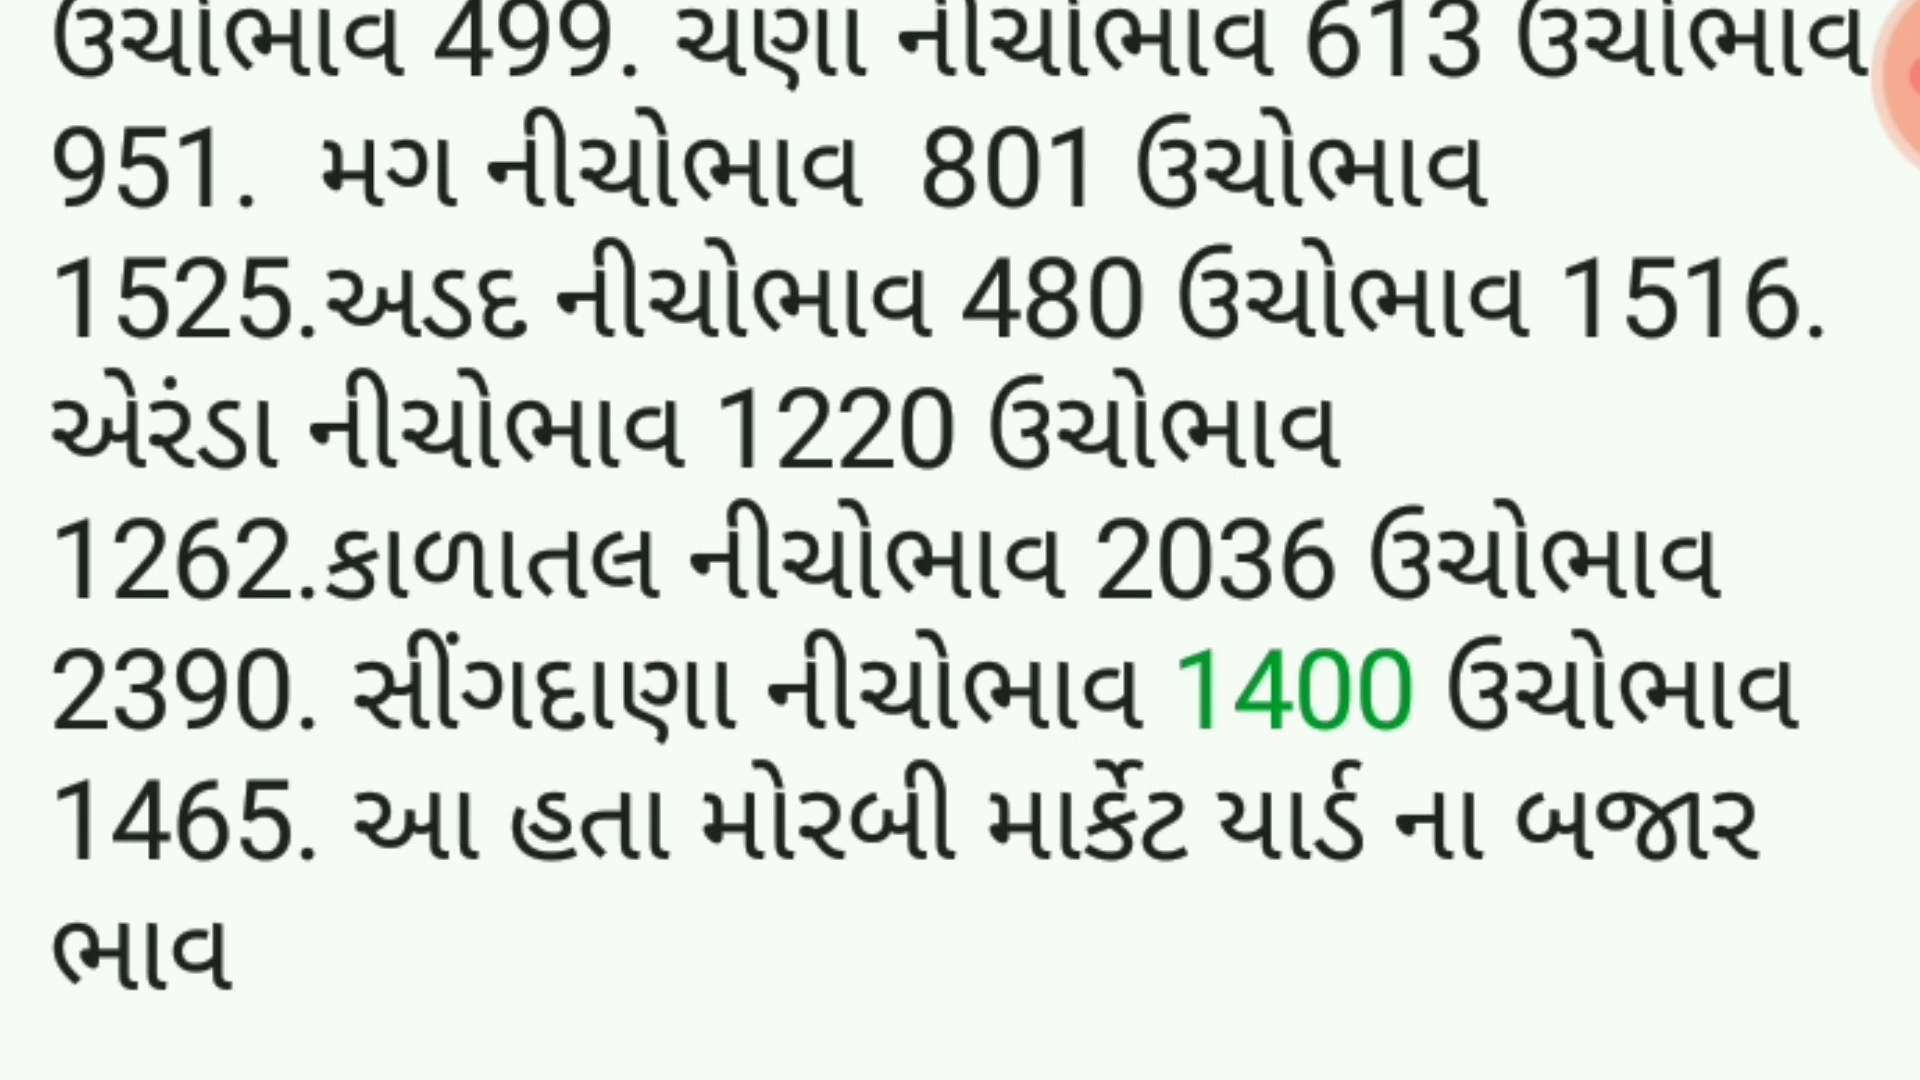 ઉચોભાવ 499. ચણા નીચોભાવ 613 ઉચોભાવ
951. મગ નીચોભાવ 801 ઉચોભાવ
1525.અડદ નીચોભાવ 480 ઉચોભાવ 1516.
એરંડા નીચોભાવ 1220 ઉચોભાવ
1262.કાળાતલ નીચોભાવ 2036 ઉચોભાવ
2390. સીંગદાણા નીચોભાવ 1400 ઉચોભાવ
1465. આ હતા મોરબી માર્કેટ યાર્ડ ના બજાર
ભાવ